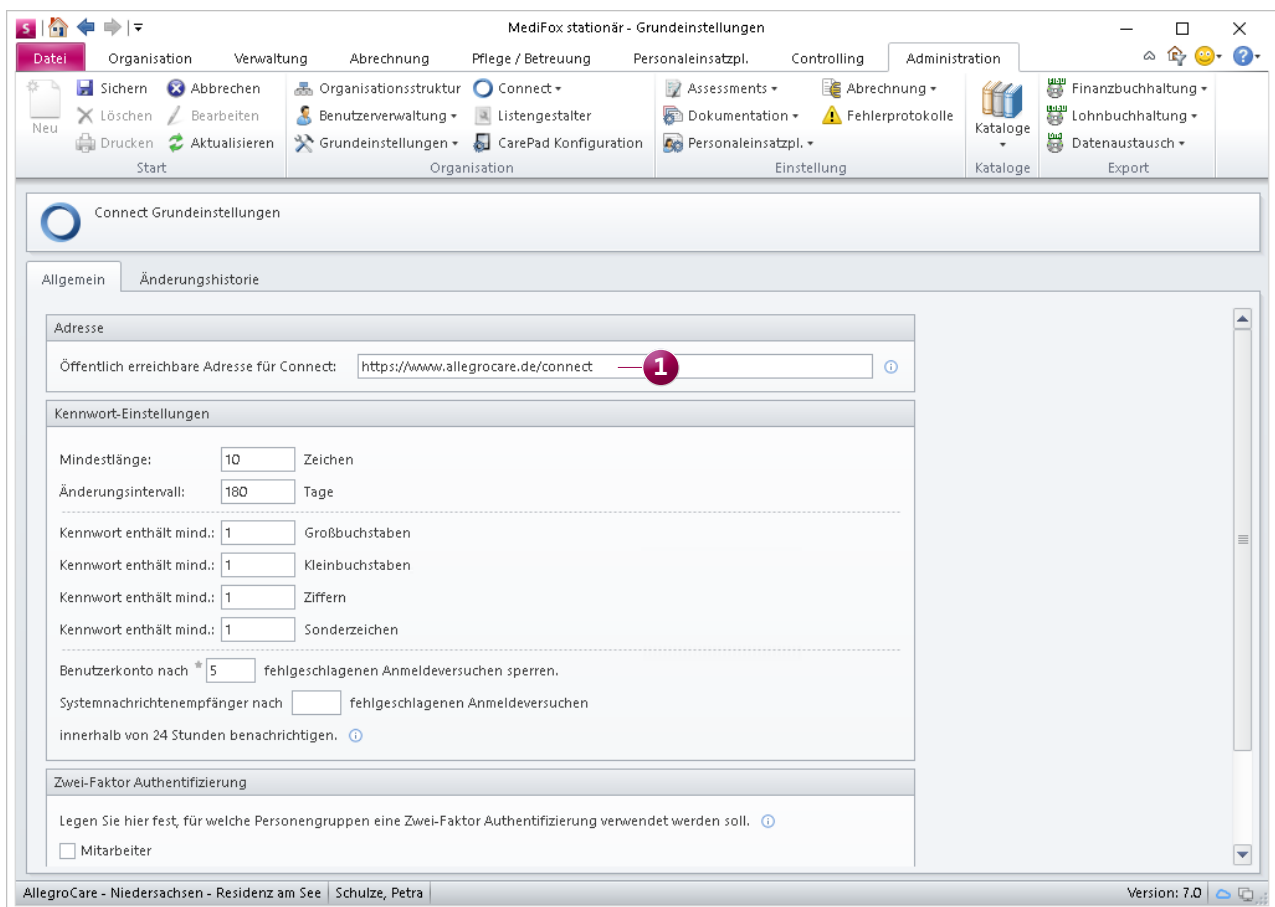 S
MediFox stationär - Grundeinstellungen
Datei Organisation Verwaltung Abrechnung Pflege / Betreuung Personaleinsatzpl. Controlling Administration
Neu
Sichern Abbrechen
Löschen Bearbeiten
Drucken Aktualisieren
Start
Organisationsstruktur Connect
Benutzerverwaltung Listengestalter
Grundeinstellungen CarePad Konfiguration
Organisation
Assessments Abrechnung
Dokumentation Fehlerprotokolle
Personaleinsatzpl.
Einstellung
Kataloge
Kataloge
Finanzbuchhaltung
Lohnbuchhaltung
Datenaustausch
Export
Connect Grundeinstellungen
Allgemein Änderungshistorie
Adresse
Öffentlich erreichbare Adresse für Connect: https://www.allegrocare.de/connect 1
Kennwort-Einstellungen
Mindestlänge: 10 Zeichen
Änderungsintervall: 180 Tage
Kennwort enthält mind.: 1 Großbuchstaben
Kennwort enthält mind.: 1 Kleinbuchstaben
Kennwort enthält mind.: 1 Ziffern
Kennwort enthält mind.: 1 Sonderzeichen
Benutzerkonto nach * 5 fehlgeschlagenen Anmeldeversuchen sperren.
Systemnachrichtenempfänger nach fehlgeschlagenen Anmeldeversuchen
innerhalb von 24 Stunden benachrichtigen.
Zwei-Faktor Authentifizierung
Legen Sie hier fest, für welche Personengruppen eine Zwei-Faktor Authentifizierung verwendet werden soll.
Mitarbeiter
AllegroCare - Niedersachsen - Residenz am See Schulze, Petra Version: 7.0